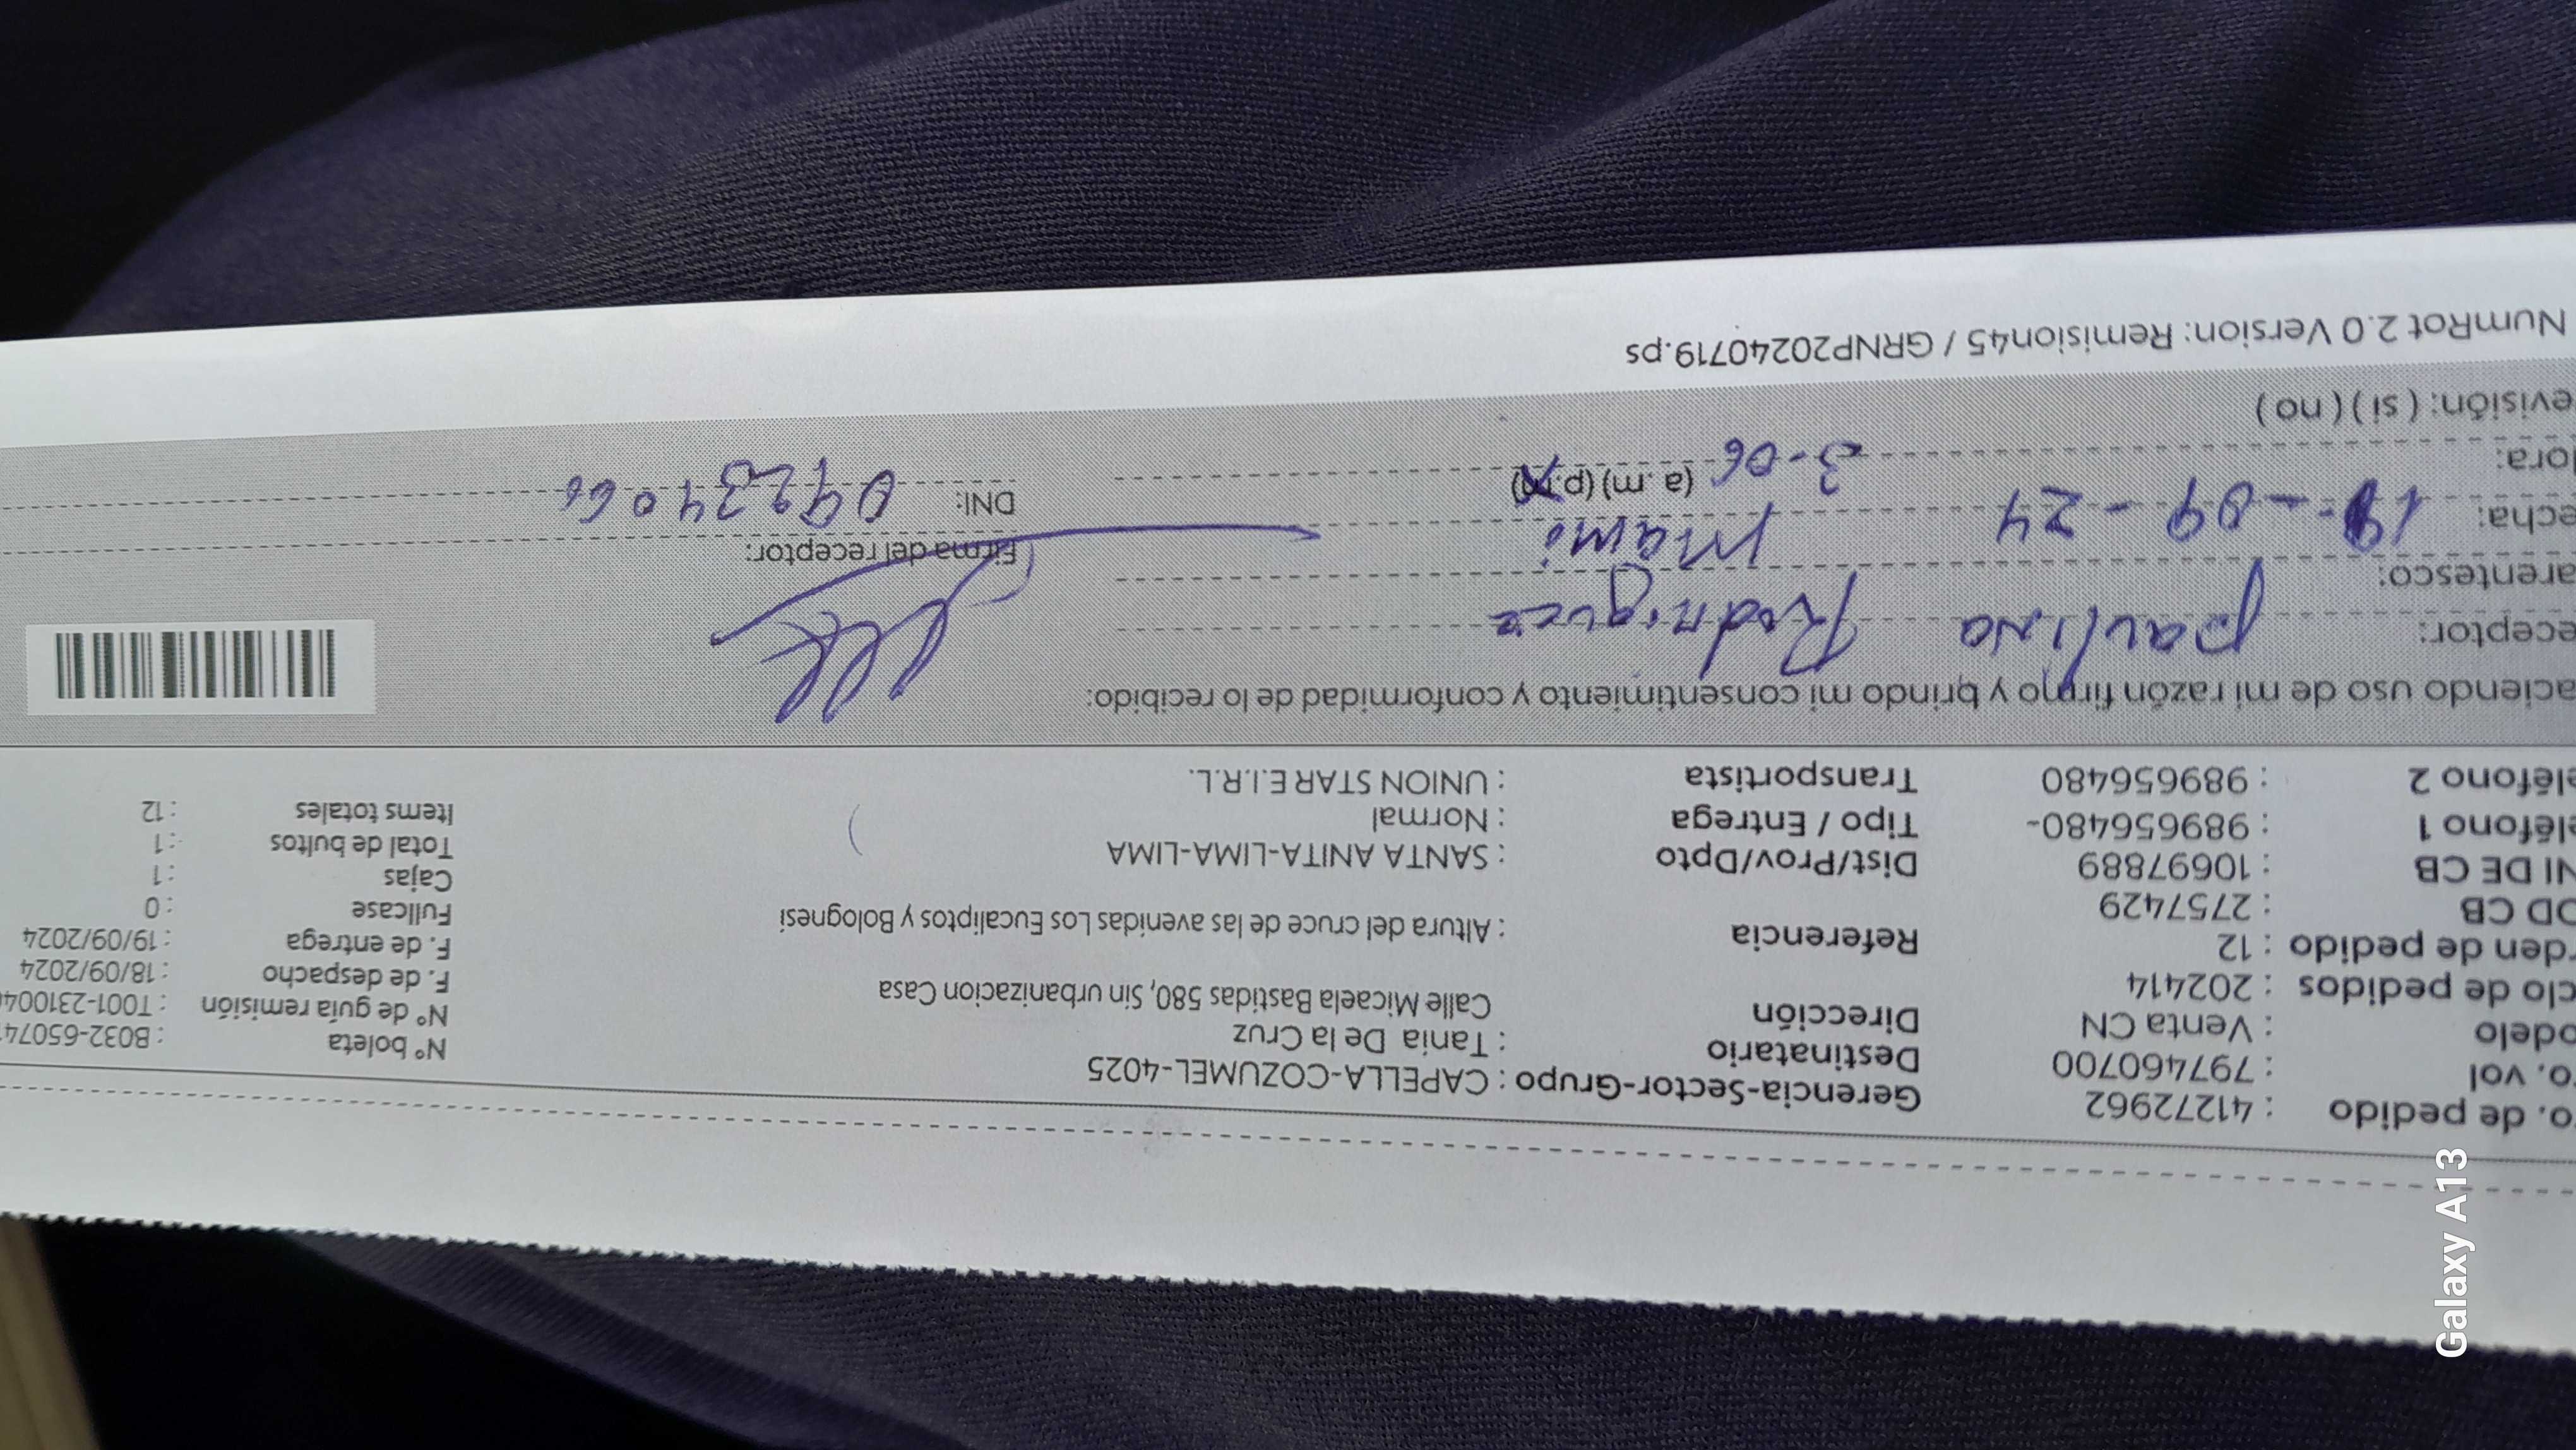 o. de pedido : 41272962
o. vol : 797460700
odelo : Venta CN
clo de pedidos : 202414
rden de pedido : 12
OD CB : 2757429
NI DE CB : 10697889
eléfono 1 : 989656480-
eléfono 2 : 989656480
Gerencia-Sector-Grupo : CAPELLA-COZUMEL-4025
Destinatario : Tania De la Cruz
Dirección Calle Micaela Bastidas 580, Sin urbanizacion Casa
Referencia : Altura del cruce de las avenidas Los Eucaliptos y Bolognesi
Dist/Prov/Dpto : SANTA ANITA-LIMA-LIMA
Tipo / Entrega : Normal
Transportista : UNION STAR E.I.R.L.
N° boleta : B032-65074
N° de guía remisión : T001-231004
F. de despacho : 18/09/2024
F. de entrega : 19/09/2024
Fullcase : 0
Cajas : 1
Total de bultos : 1
Items totales : 12
aciendo uso de mi razón firmo y brindo mi consentimiento y conformidad de lo recibido:
eceptor: Paulina Rodriguez
arentesco: Mami
echa: 19-09-24
lora: 3-06 (a.m) (p.m)
evisión: ( si ) ( no )
Firma del receptor:
DNI:
NumRot 2.0 Version: Remision45 / GRNP20240719.ps
Galaxy A13